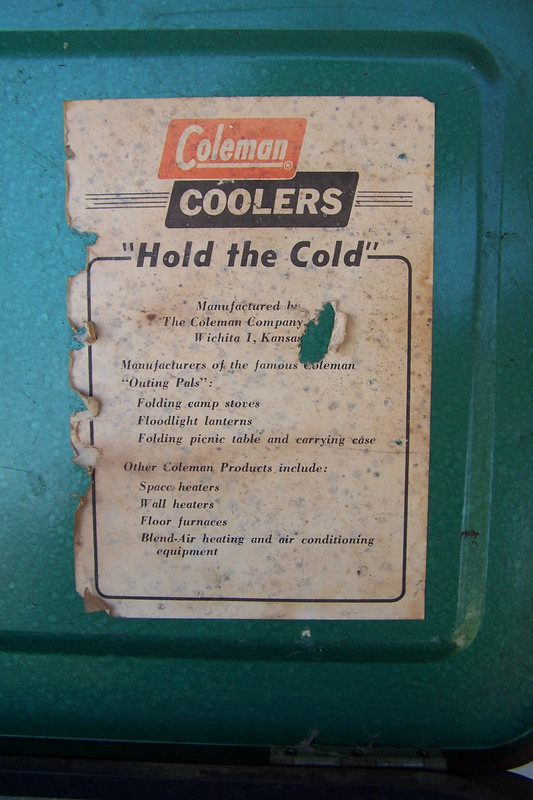 Coleman ®
COOLERS
"Hold the Cold"
Manufactured by
The Coleman Company,
Wichita 1, Kansas
Manufacturers of the famous Coleman
"Outing Pals":
Folding camp stoves
Floodlight lanterns
Folding picnic table and carrying case
Other Coleman Products include:
Space heaters
Wall heaters
Floor furnaces
Blend-Air heating and air conditioning
equipment